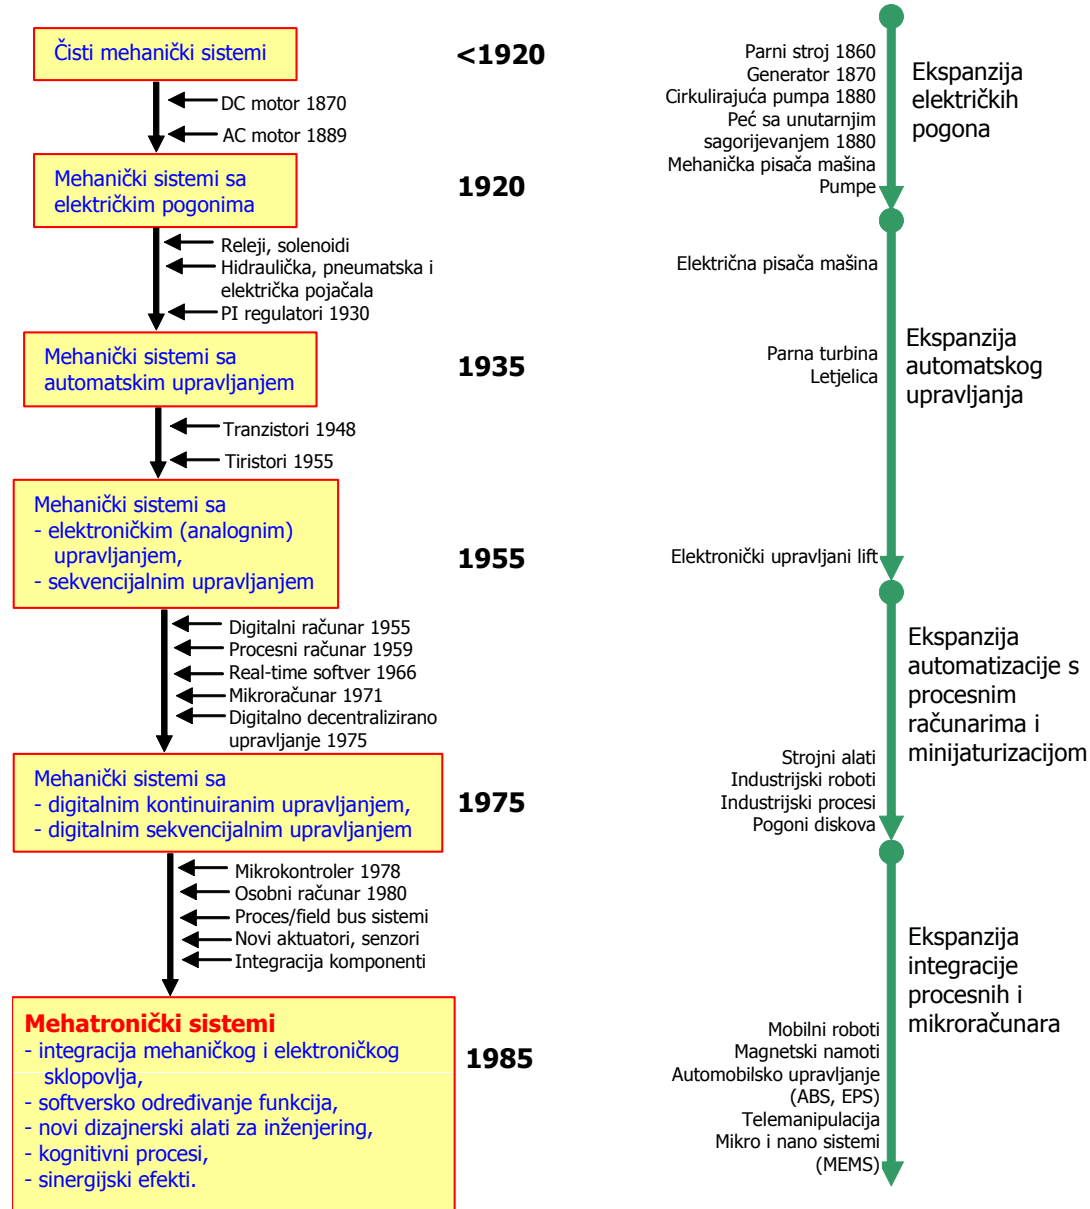 Čisti mehanički sistemi
<1920
DC motor 1870
AC motor 1889
Parni stroj 1860
Generator 1870
Cirkulirajuća pumpa 1880
Peć sa unutarnjim
sagorijevanjem 1880
Mehanička pisača mašina
Pumpe
Ekspanzija
električkih
pogona
Mehanički sistemi sa
električkim pogonima
1920
Releji, solenoidi
Hidraulička, pneumatska i
električka pojačala
PI regulatori 1930
Električna pisača mašina
Mehanički sistemi sa
automatskim upravljanjem
1935
Parna turbina
Letjelica
Ekspanzija
automatskog
upravljanja
Tranzistori 1948
Tiristori 1955
Mehanički sistemi sa
- elektroničkim (analognim)
upravljanjem,
- sekvencijalnim upravljanjem
1955
Elektronički upravljani lift
Digitalni računar 1955
Procesni računar 1959
Real-time softver 1966
Mikroračunar 1971
Digitalno decentralizirano
upravljanje 1975
Ekspanzija
automatizacije s
procesnim
računarima i
minijaturizacijom
Mehanički sistemi sa
- digitalnim kontinuiranim upravljanjem,
- digitalnim sekvencijalnim upravljanjem
1975
Strojni alati
Industrijski roboti
Industrijski procesi
Pogoni diskova
Mikrokontroler 1978
Osobni računar 1980
Proces/field bus sistemi
Novi aktuatori, senzori
Integracija komponenti
Ekspanzija
integracije
procesnih i
mikroračunara
Mehatronički sistemi
- integracija mehaničkog i elektroničkog
sklopovlja,
- softversko određivanje funkcija,
- novi dizajnerski alati za inženjering,
- kognitivni procesi,
- sinergijski efekti.
1985
Mobilni roboti
Magnetski namoti
Automobilsko upravljanje
(ABS, EPS)
Telemanipulacija
Mikro i nano sistemi
(MEMS)